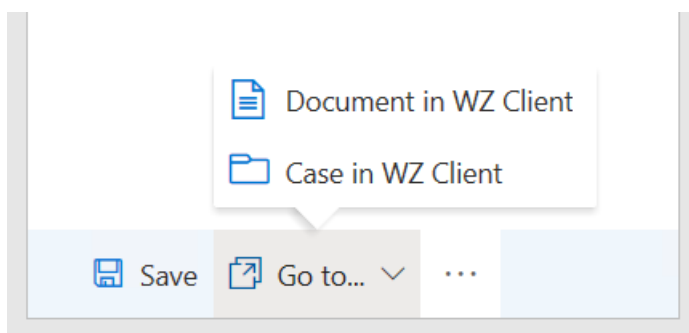 Document in WZ Client
Case in WZ Client
Save Go to... ...